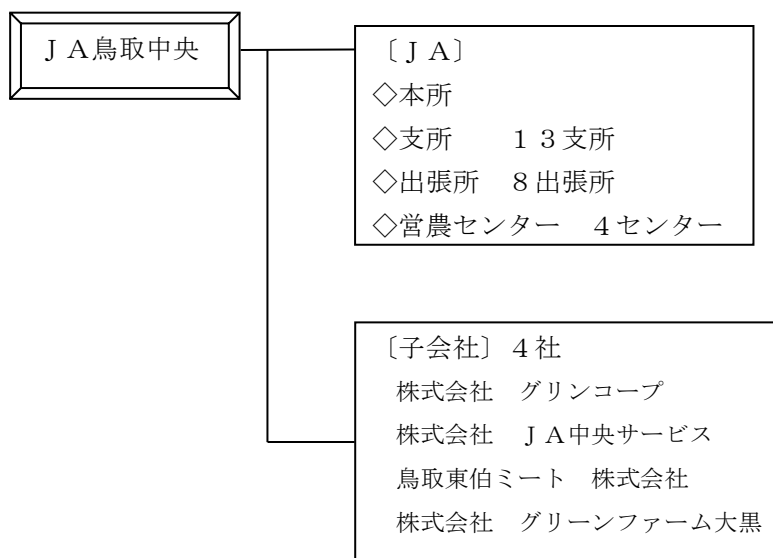 ＪＡ鳥取中央
〔ＪＡ〕
◇本所
◇支所　　１３支所
◇出張所　８出張所
◇営農センター　４センター
〔子会社〕４社
株式会社　グリンコープ
株式会社　ＪＡ中央サービス
鳥取東伯ミート　株式会社
株式会社　グリーンファーム大黒